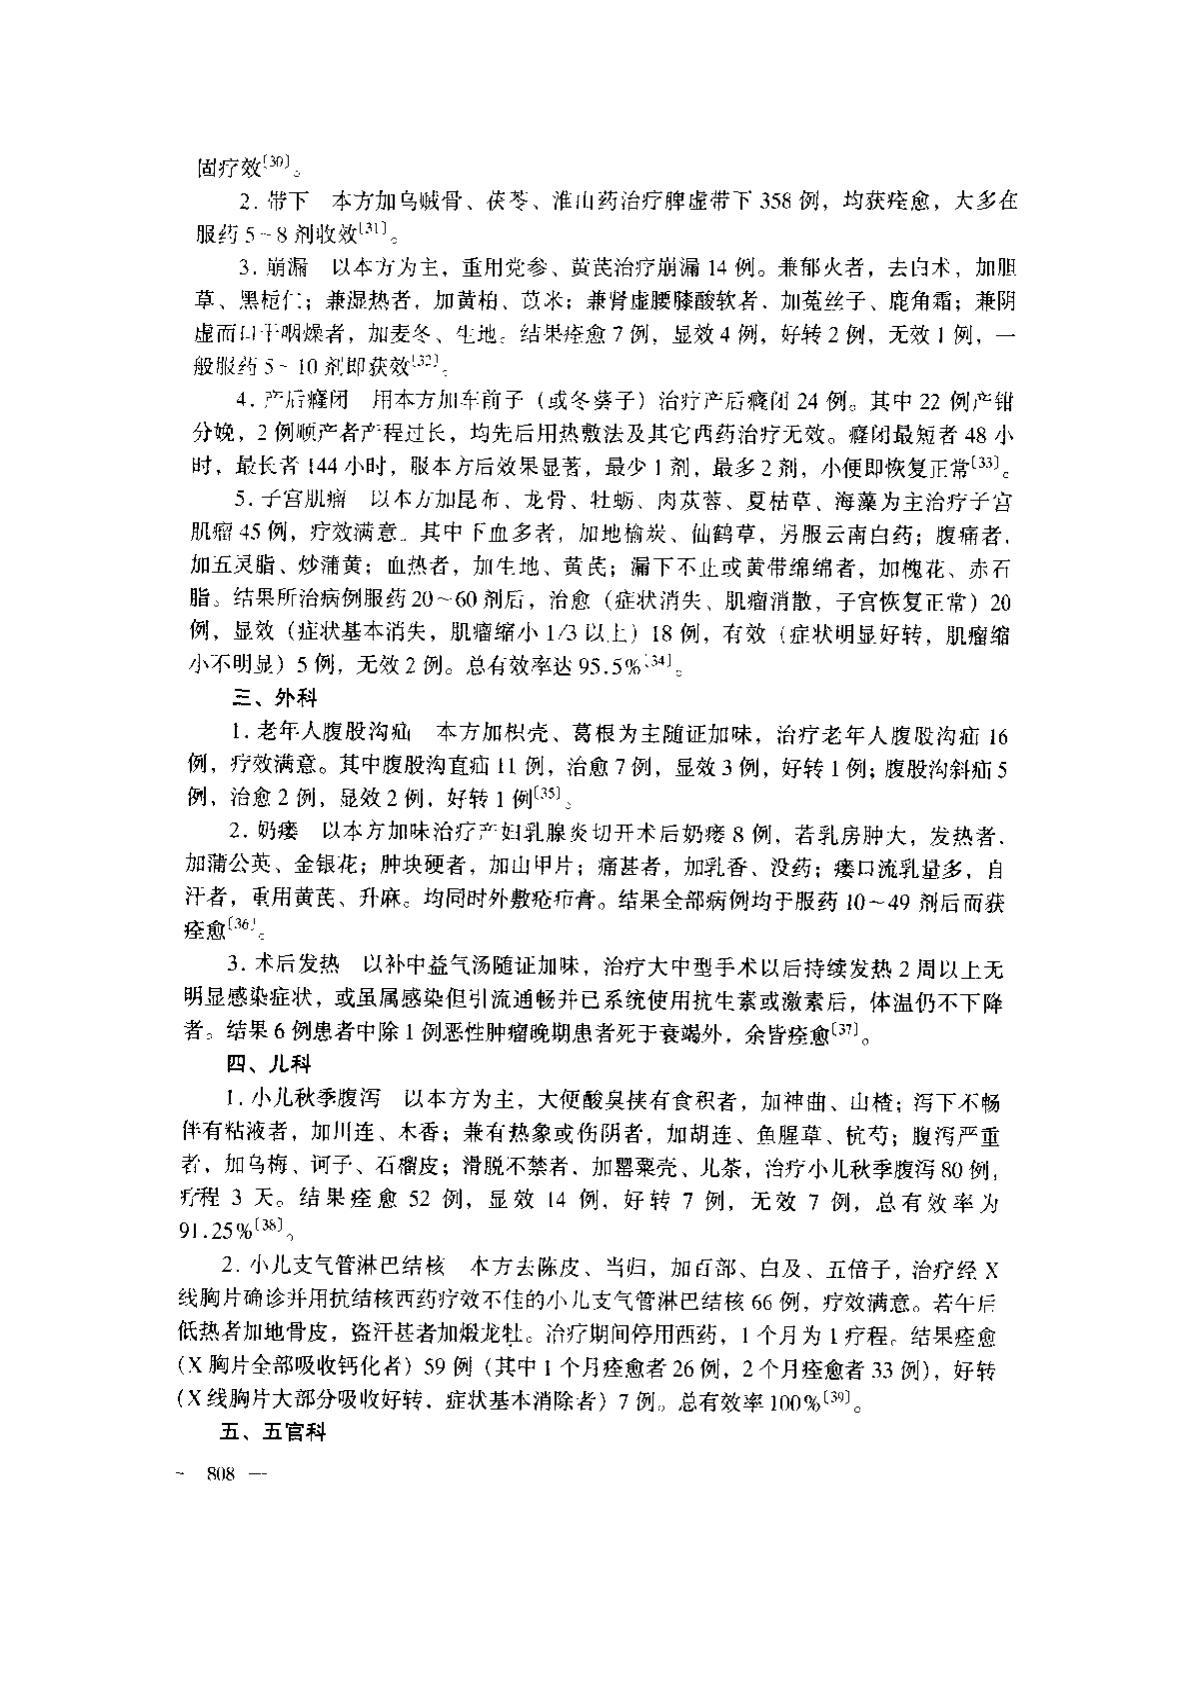 固疗效〔30〕。
2. 带下　本方加乌贼骨、茯苓、淮山药治疗脾虚带下 358 例，均获痊愈，大多在
服药 5～8 剂收效〔31〕。
3. 崩漏　以本方为主，重用党参、黄芪治疗崩漏 14 例。兼郁火者，去白术，加胆
草、黑栀仁；兼湿热者，加黄柏、苡米；兼肾虚腰膝酸软者，加菟丝子、鹿角霜；兼阴
虚而口干咽燥者，加麦冬、生地。结果痊愈 7 例，显效 4 例，好转 2 例，无效 1 例，一
般服药 5～10 剂即获效〔32〕。
4. 产后癃闭　用本方加车前子（或冬葵子）治疗产后癃闭 24 例。其中 22 例产钳
分娩，2 例顺产者产程过长，均先后用热敷法及其它西药治疗无效。癃闭最短者 48 小
时，最长者 144 小时，服本方后效果显著，最少 1 剂，最多 2 剂，小便即恢复正常〔33〕。
5. 子宫肌瘤　以本方加昆布、龙骨、牡蛎、肉苁蓉、夏枯草、海藻为主治疗子宫
肌瘤 45 例，疗效满意。其中下血多者，加地榆炭、仙鹤草，另服云南白药；腹痛者，
加五灵脂、炒蒲黄；血热者，加生地、黄芪；漏下不止或黄带绵绵者，加槐花、赤石
脂。结果所治病例服药 20～60 剂后，治愈（症状消失、肌瘤消散，子宫恢复正常）20
例，显效（症状基本消失，肌瘤缩小 1/3 以上）18 例，有效（症状明显好转，肌瘤缩
小不明显）5 例，无效 2 例。总有效率达 95.5%〔34〕。
三、外科
1. 老年人腹股沟疝　本方加枳壳、葛根为主随证加味，治疗老年人腹股沟疝 16
例，疗效满意。其中腹股沟直疝 11 例，治愈 7 例，显效 3 例，好转 1 例；腹股沟斜疝 5
例，治愈 2 例，显效 2 例，好转 1 例〔35〕。
2. 奶瘘　以本方加味治疗产妇乳腺炎切开术后奶瘘 8 例，若乳房肿大，发热者，
加蒲公英、金银花；肿块硬者，加山甲片；痛甚者，加乳香、没药；瘘口流乳量多，自
汗者，重用黄芪、升麻。均同时外敷疮疖膏。结果全部病例均于服药 10～49 剂后而获
痊愈〔36〕。
3. 术后发热　以补中益气汤随证加味，治疗大中型手术以后持续发热 2 周以上无
明显感染症状，或虽属感染但引流通畅并已系统使用抗生素或激素后，体温仍不下降
者。结果 6 例患者中除 1 例恶性肿瘤晚期患者死于衰竭外，余皆痊愈〔37〕。
四、儿科
1. 小儿秋季腹泻　以本方为主，大便酸臭挟有食积者，加神曲、山楂；泻下不畅
伴有粘液者，加川连、木香；兼有热象或伤阴者，加胡连、鱼腥草、杭芍；腹泻严重
者，加乌梅、诃子、石榴皮；滑脱不禁者，加罂粟壳、儿茶，治疗小儿秋季腹泻 80 例，
疗程 3 天。结果痊愈 52 例，显效 14 例，好转 7 例，无效 7 例，总有效率为
91.25%〔38〕。
2. 小儿支气管淋巴结核　本方去陈皮、当归，加百部、白及、五倍子，治疗经 X
线胸片确诊并用抗结核西药疗效不佳的小儿支气管淋巴结核 66 例，疗效满意。若午后
低热者加地骨皮，盗汗甚者加煅龙牡。治疗期间停用西药，1 个月为 1 疗程。结果痊愈
（X 胸片全部吸收钙化者）59 例（其中 1 个月痊愈者 26 例，2 个月痊愈者 33 例），好转
（X 线胸片大部分吸收好转，症状基本消除者）7 例。总有效率 100%〔39〕。
五、五官科
- 808 —